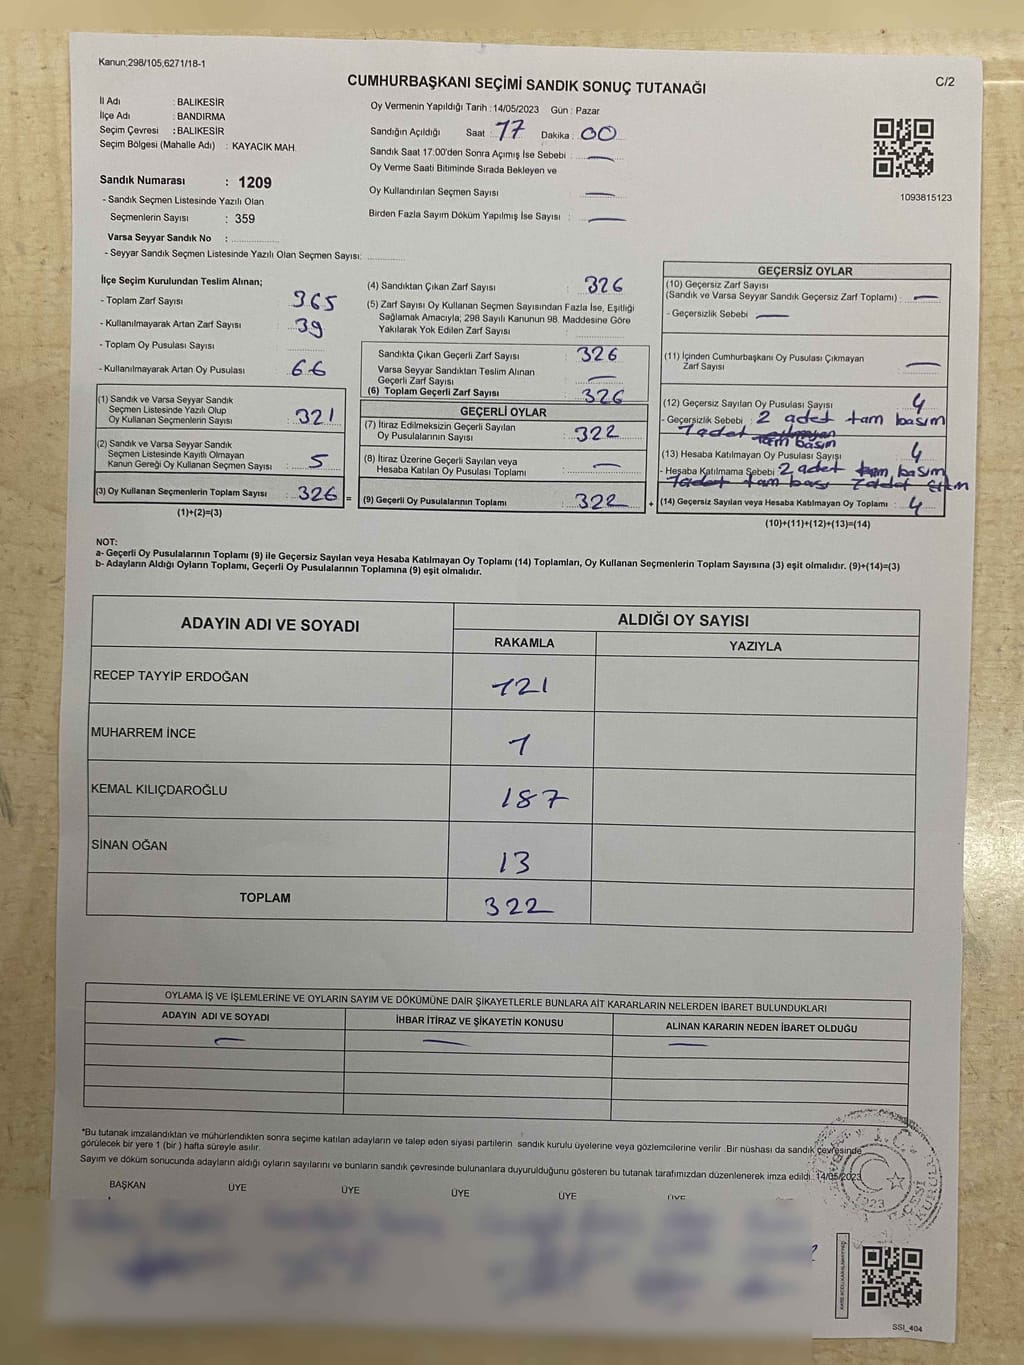 Kanun;298/105,6271/18-1
C/2
CUMHURBAŞKANI SEÇİMİ SANDIK SONUÇ TUTANAĞI
İl Adı : BALIKESİR
İlçe Adı : BANDIRMA
Seçim Çevresi : BALIKESİR
Seçim Bölgesi (Mahalle Adı) : KAYACIK MAH.
Sandık Numarası : 1209
- Sandık Seçmen Listesinde Yazılı Olan
Seçmenlerin Sayısı : 359
Varsa Seyyar Sandık No :
- Seyyar Sandık Seçmen Listesinde Yazılı Olan Seçmen Sayısı:
Oy Vermenin Yapıldığı Tarih : 14/05/2023 Gün : Pazar
Sandığın Açıldığı Saat : 17 Dakika : 00
Sandık Saat 17:00'den Sonra Açımış İse Sebebi : —
Oy Verme Saati Bitiminde Sırada Bekleyen ve
Oy Kullandırılan Seçmen Sayısı : —
Birden Fazla Sayım Döküm Yapılmış İse Sayısı : —
1093815123
İlçe Seçim Kurulundan Teslim Alınan;
- Toplam Zarf Sayısı 365
- Kullanılmayarak Artan Zarf Sayısı 39
- Toplam Oy Pusulası Sayısı
- Kullanılmayarak Artan Oy Pusulası 66
(1) Sandık ve Varsa Seyyar Sandık
Seçmen Listesinde Yazılı Olup
Oy Kullanan Seçmenlerin Sayısı 321
(2) Sandık ve Varsa Seyyar Sandık
Seçmen Listesinde Kayıtlı Olmayan
Kanun Gereği Oy Kullanan Seçmen Sayısı : 5
(3) Oy Kullanan Seçmenlerin Toplam Sayısı : 326 =
(1)+(2)=(3)
(4) Sandıktan Çıkan Zarf Sayısı : 326
(5) Zarf Sayısı Oy Kullanan Seçmen Sayısından Fazla İse, Eşitliği
Sağlamak Amacıyla; 298 Sayılı Kanunun 98. Maddesine Göre
Yakılarak Yok Edilen Zarf Sayısı :
Sandıkta Çıkan Geçerli Zarf Sayısı : 326
Varsa Seyyar Sandıktan Teslim Alınan
Geçerli Zarf Sayısı : —
(6) Toplam Geçerli Zarf Sayısı : 326
GEÇERLİ OYLAR
(7) İtiraz Edilmeksizin Geçerli Sayılan
Oy Pusulalarının Sayısı : 322
(8) İtiraz Üzerine Geçerli Sayılan veya
Hesaba Katılan Oy Pusulası Toplamı : —
(9) Geçerli Oy Pusulalarının Toplamı : 322 +
GEÇERSİZ OYLAR
(10) Geçersiz Zarf Sayısı
(Sandık ve Varsa Seyyar Sandık Geçersiz Zarf Toplamı) : —
- Geçersizlik Sebebi : —
(11) İçinden Cumhurbaşkanı Oy Pusulası Çıkmayan
Zarf Sayısı : —
(12) Geçersiz Sayılan Oy Pusulası Sayısı : 4
- Geçersizlik Sebebi : 2 adet tam basım
1 adet tam basım
(13) Hesaba Katılmayan Oy Pusulası Sayısı : 4
- Hesaba Katılmama Sebebi : 2 adet tam basım
(14) Geçersiz Sayılan veya Hesaba Katılmayan Oy Toplamı : 4
(10)+(11)+(12)+(13)=(14)
NOT:
a- Geçerli Oy Pusulalarının Toplamı (9) ile Geçersiz Sayılan veya Hesaba Katılmayan Oy Toplamı (14) Toplamları, Oy Kullanan Seçmenlerin Toplam Sayısına (3) eşit olmalıdır. (9)+(14)=(3)
b- Adayların Aldığı Oyların Toplamı, Geçerli Oy Pusulalarının Toplamına (9) eşit olmalıdır.
ADAYIN ADI VE SOYADI ALDIĞI OY SAYISI
RAKAMLA YAZIYLA
RECEP TAYYİP ERDOĞAN 121
MUHARREM İNCE 1
KEMAL KILIÇDAROĞLU 187
SİNAN OĞAN 13
TOPLAM 322
OYLAMA İŞ VE İŞLEMLERİNE VE OYLARIN SAYIM VE DÖKÜMÜNE DAİR ŞİKAYETLERLE BUNLARA AİT KARARLARIN NELERDEN İBARET BULUNDUKLARI
ADAYIN ADI VE SOYADI İHBAR İTİRAZ VE ŞİKAYETİN KONUSU ALINAN KARARIN NEDEN İBARET OLDUĞU
— — —
*Bu tutanak imzalandıktan ve mühürlendikten sonra seçime katılan adayların ve talep eden siyasi partilerin sandık kurulu üyelerine veya gözlemcilerine verilir. Bir nüshası da sandık çevresinde
görülecek bir yere 1 (bir ) hafta süreyle asılır.
Sayım ve döküm sonucunda adayların aldığı oyların sayılarını ve bunların sandık çevresinde bulunanlara duyurulduğunu gösteren bu tutanak tarafımızdan düzenlenerek imza edildi. 14/05/2023
BAŞKAN ÜYE ÜYE ÜYE ÜYE ÜYE
T.C.
1923
SSİ_404